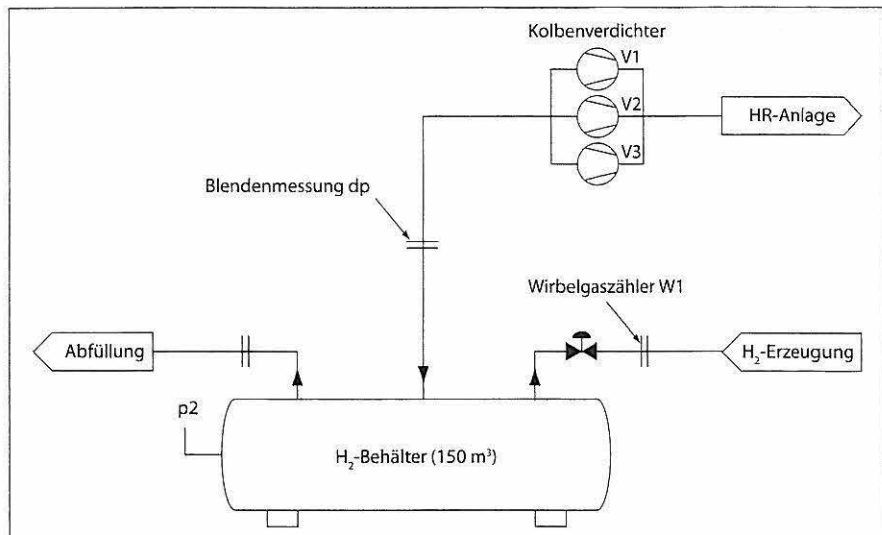 Kolbenverdichter
V1
V2
V3
HR-Anlage
Blendenmessung dp
Wirbelgaszähler W1
Abfüllung
H₂-Erzeugung
p2
H₂-Behälter (150 m³)